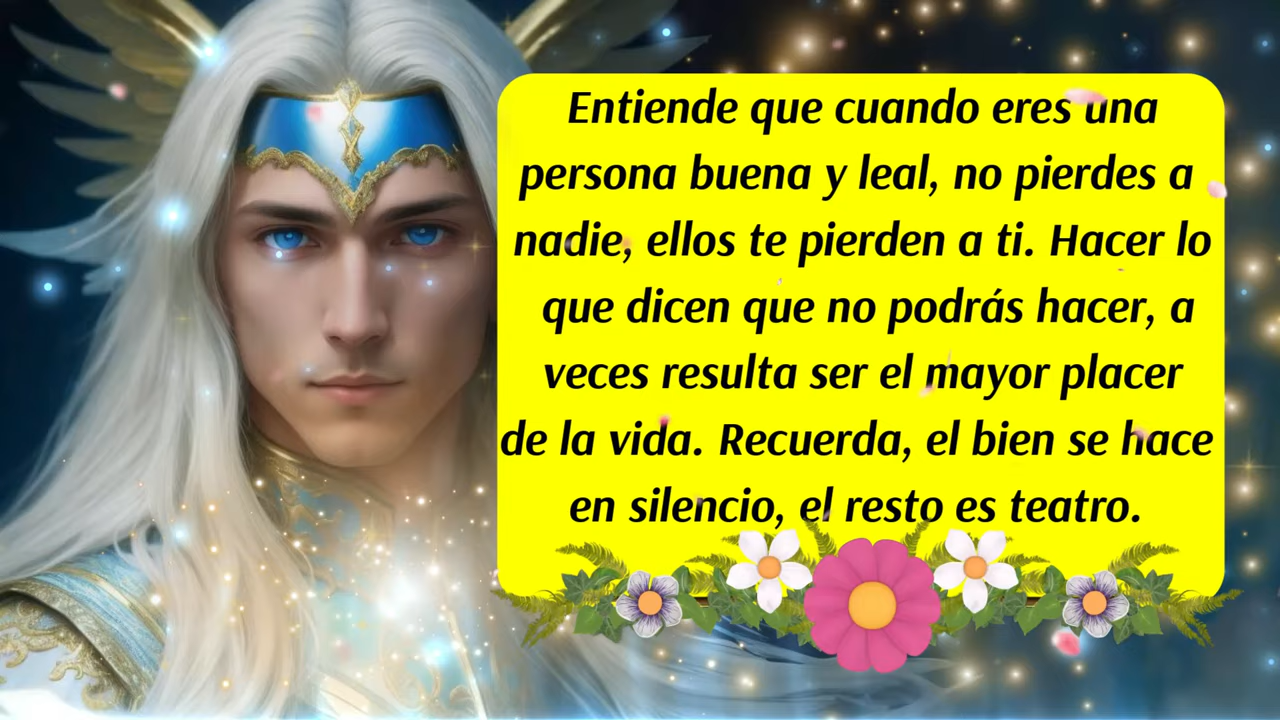 Entiende que cuando eres una
persona buena y leal, no pierdes a
nadie, ellos te pierden a ti. Hacer lo
que dicen que no podrás hacer, a
veces resulta ser el mayor placer
de la vida. Recuerda, el bien se hace
en silencio, el resto es teatro.